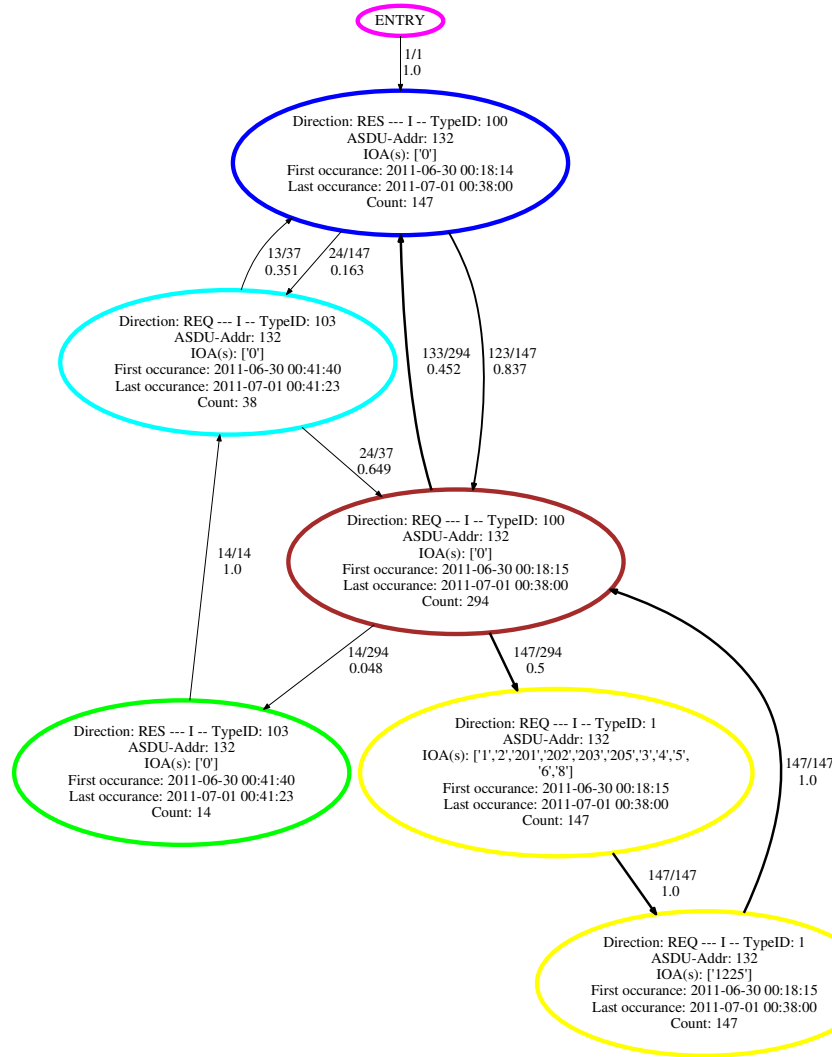 ENTRY
1/1
1.0
Direction: RES --- I -- TypeID: 100
ASDU-Addr: 132
IOA(s): ['0']
First occurance: 2011-06-30 00:18:14
Last occurance: 2011-07-01 00:38:00
Count: 147
13/37
0.351
24/147
0.163
Direction: REQ --- I -- TypeID: 103
ASDU-Addr: 132
IOA(s): ['0']
First occurance: 2011-06-30 00:41:40
Last occurance: 2011-07-01 00:41:23
Count: 38
133/294
0.452
123/147
0.837
24/37
0.649
Direction: REQ --- I -- TypeID: 100
ASDU-Addr: 132
IOA(s): ['0']
First occurance: 2011-06-30 00:18:15
Last occurance: 2011-07-01 00:38:00
Count: 294
14/14
1.0
14/294
0.048
147/294
0.5
Direction: RES --- I -- TypeID: 103
ASDU-Addr: 132
IOA(s): ['0']
First occurance: 2011-06-30 00:41:40
Last occurance: 2011-07-01 00:41:23
Count: 14
Direction: REQ --- I -- TypeID: 1
ASDU-Addr: 132
IOA(s): ['1','2','201','202','203','205','3','4','5',
'6','8']
First occurance: 2011-06-30 00:18:15
Last occurance: 2011-07-01 00:38:00
Count: 147
147/147
1.0
147/147
1.0
Direction: REQ --- I -- TypeID: 1
ASDU-Addr: 132
IOA(s): ['1225']
First occurance: 2011-06-30 00:18:15
Last occurance: 2011-07-01 00:38:00
Count: 147